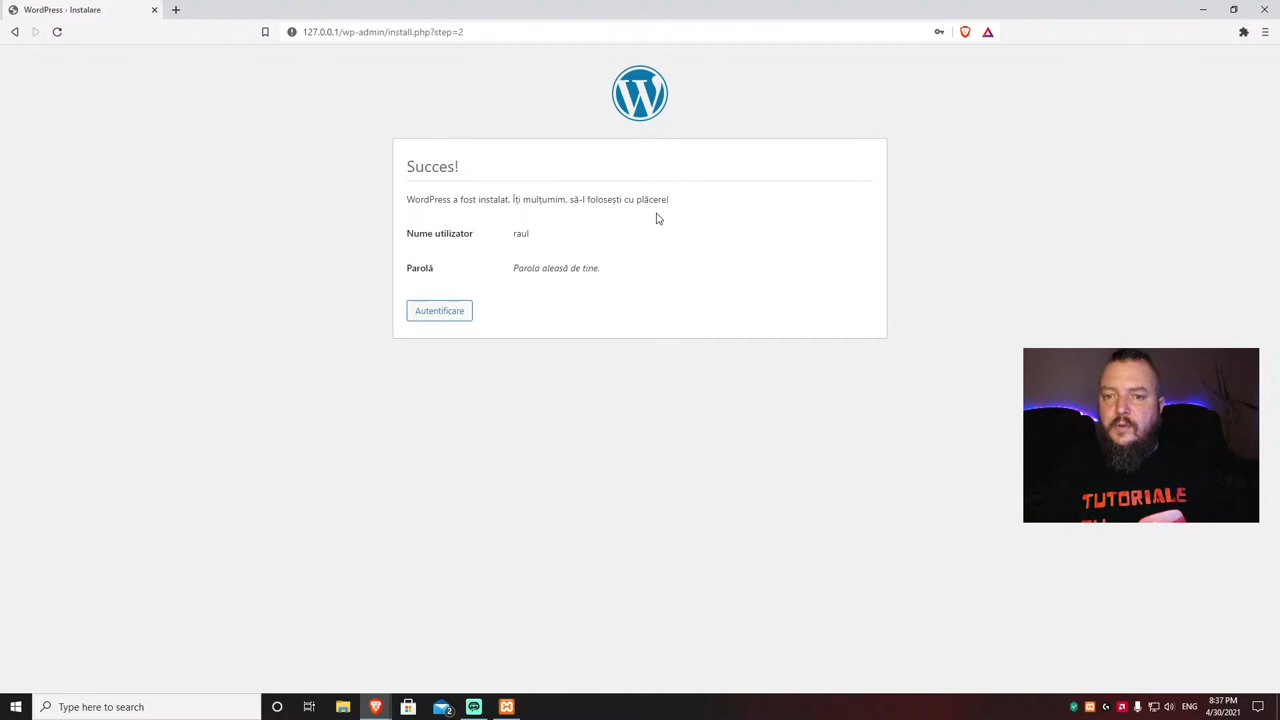 WordPress › Instalare
127.0.0.1/wp-admin/install.php?step=2
Succes!
WordPress a fost instalat. Îți mulțumim, să-l folosești cu plăcere!
Nume utilizator raul
Parolă Parola aleasă de tine.
Autentificare
TUTORIALE
Type here to search
2
ENG
8:37 PM
4/30/2021